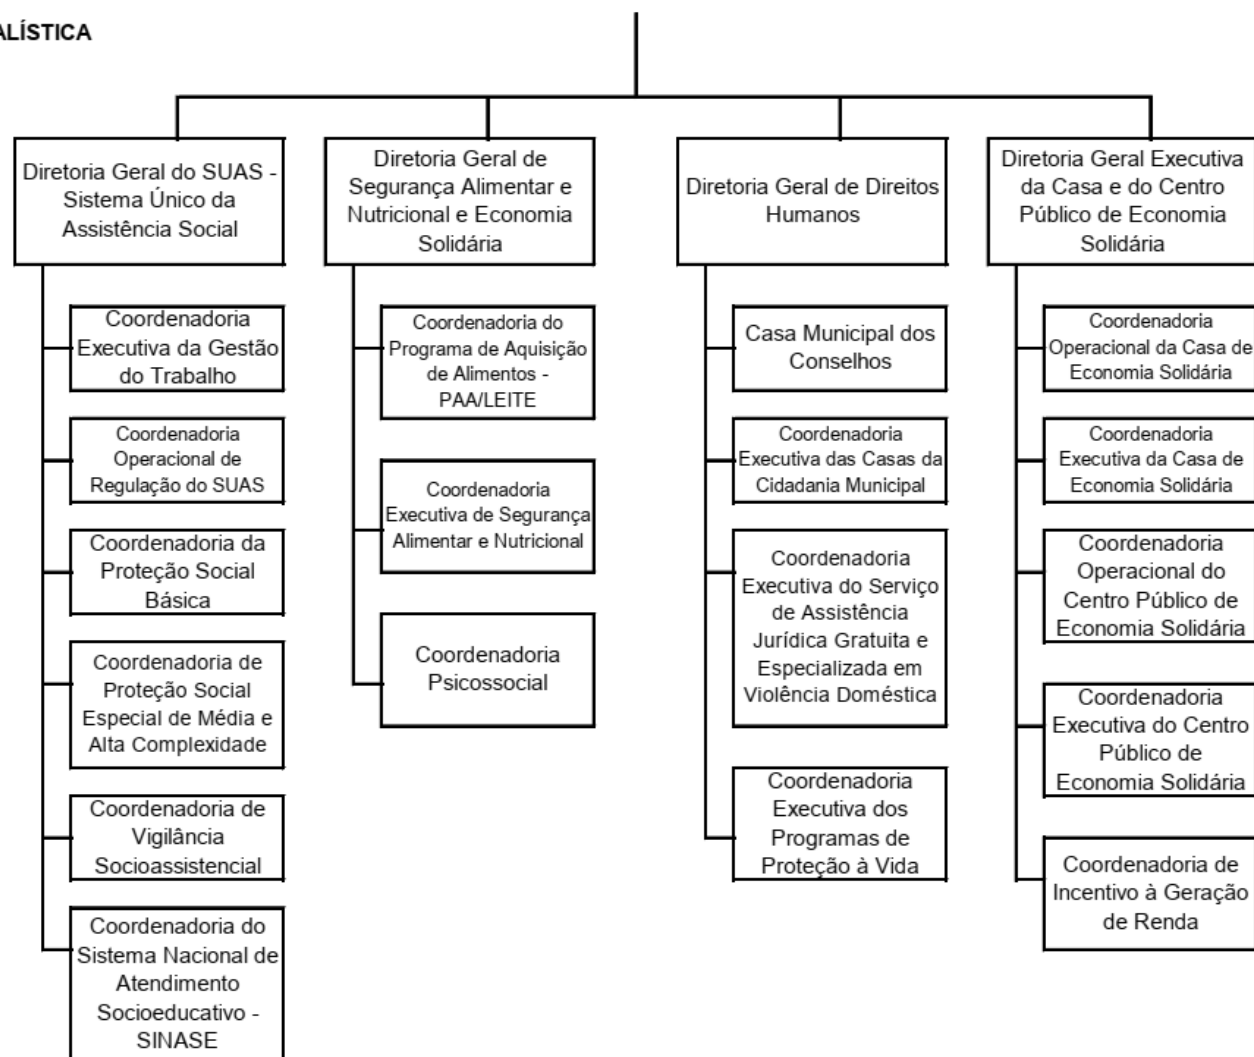 ALÍSTICA
Diretoria Geral do SUAS -
Sistema Único da
Assistência Social
Coordenadoria
Executiva da Gestão
do Trabalho
Coordenadoria
Operacional de
Regulação do SUAS
Coordenadoria da
Proteção Social
Básica
Coordenadoria de
Proteção Social
Especial de Média e
Alta Complexidade
Coordenadoria de
Vigilância
Socioassistencial
Coordenadoria do
Sistema Nacional de
Atendimento
Socioeducativo -
SINASE
Diretoria Geral de
Segurança Alimentar e
Nutricional e Economia
Solidária
Coordenadoria do
Programa de Aquisição
de Alimentos -
PAA/LEITE
Coordenadoria
Executiva de Segurança
Alimentar e Nutricional
Coordenadoria
Psicossocial
Diretoria Geral de Direitos
Humanos
Casa Municipal dos
Conselhos
Coordenadoria
Executiva das Casas da
Cidadania Municipal
Coordenadoria
Executiva do Serviço
de Assistência
Jurídica Gratuita e
Especializada em
Violência Doméstica
Coordenadoria
Executiva dos
Programas de
Proteção à Vida
Diretoria Geral Executiva
da Casa e do Centro
Público de Economia
Solidária
Coordenadoria
Operacional da Casa de
Economia Solidária
Coordenadoria
Executiva da Casa de
Economia Solidária
Coordenadoria
Operacional do
Centro Público de
Economia Solidária
Coordenadoria
Executiva do Centro
Público de
Economia Solidária
Coordenadoria de
Incentivo à Geração
de Renda